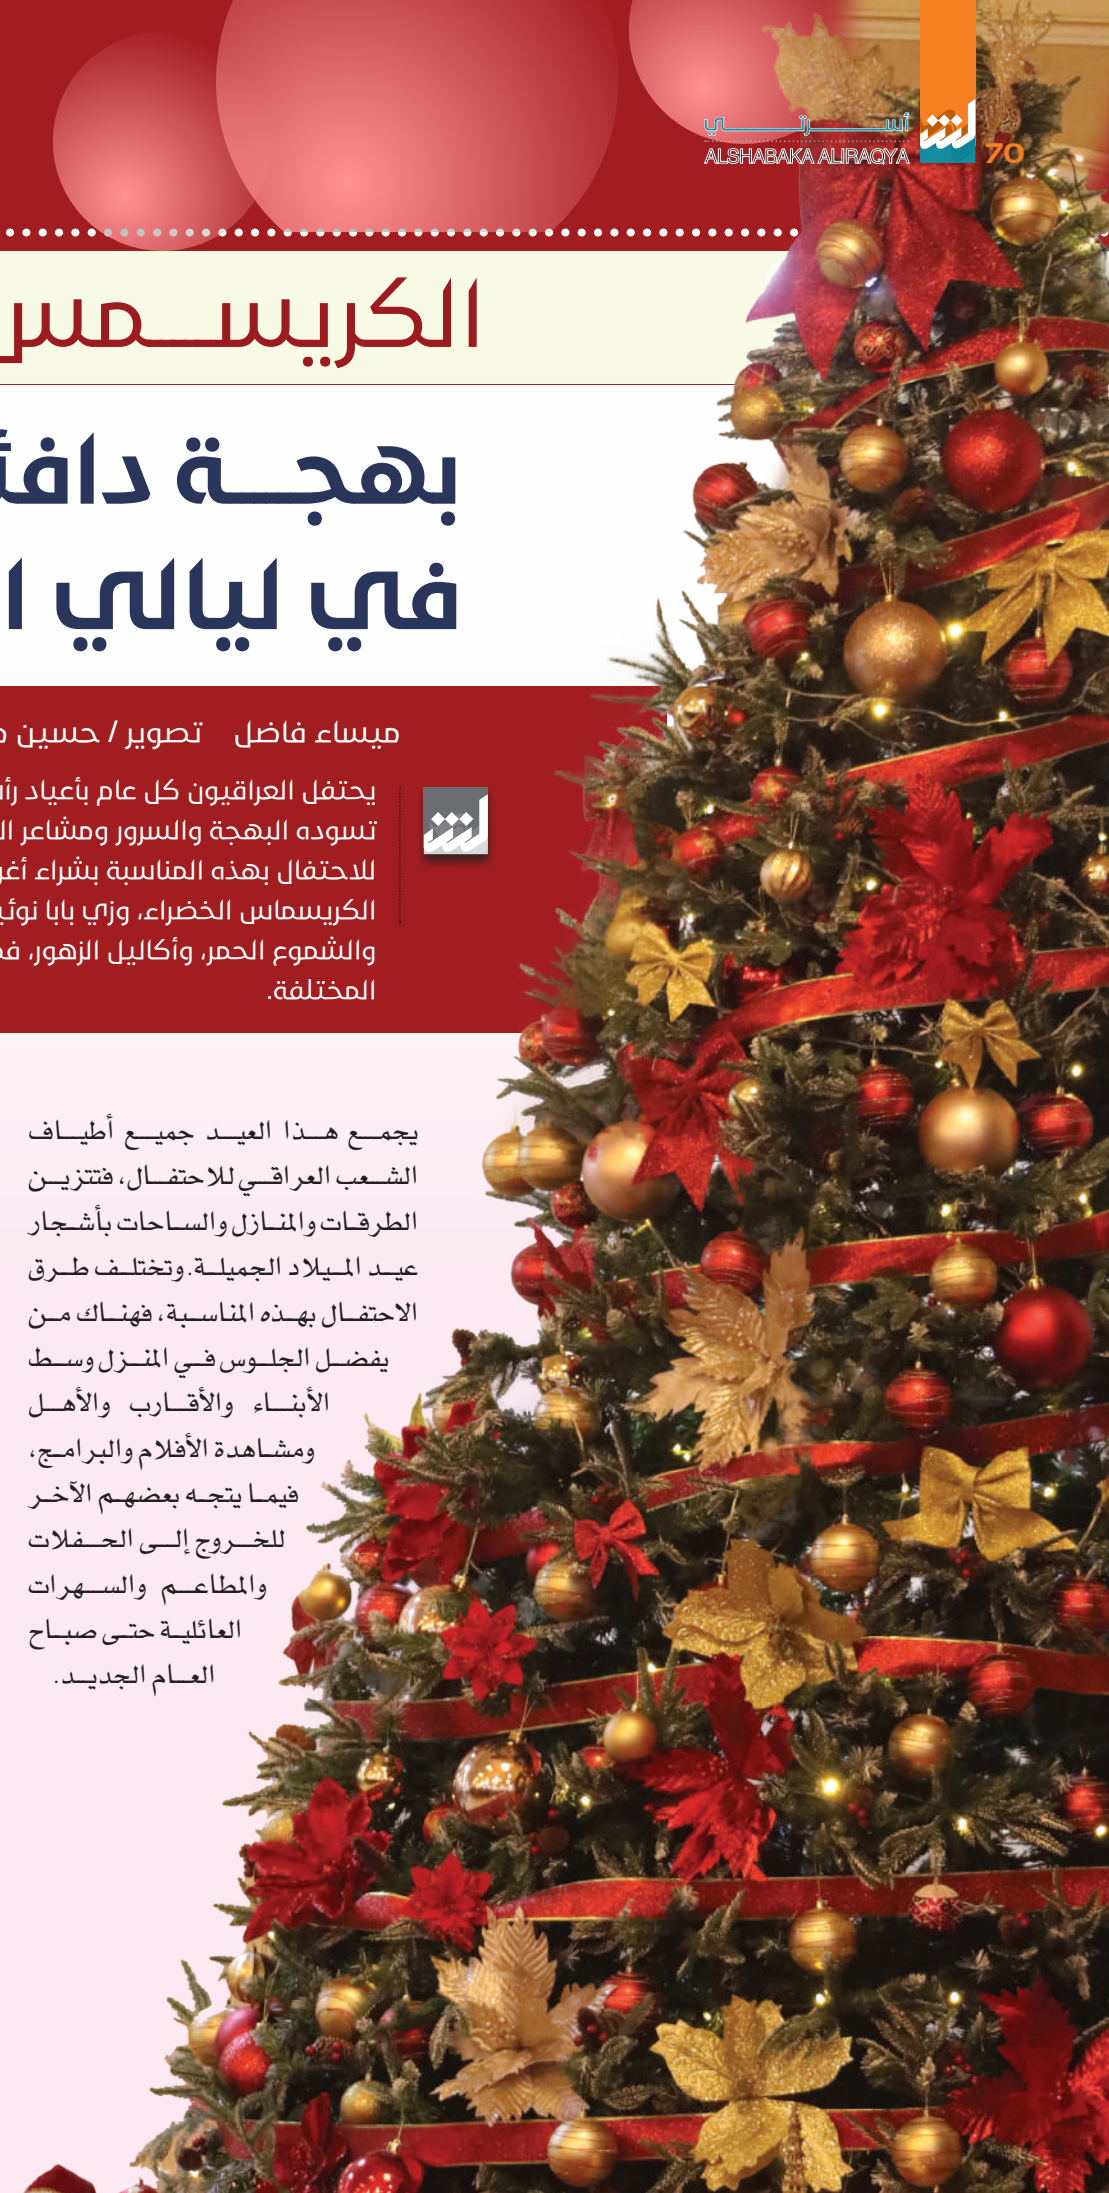 أسرتي
ALSHABAKA ALIRAQYA
70
الكريسمس
بهجة
في ليالي
ميساء فاضل تصوير / حسين
يحتفل العراقيون كل عام بأعياد
تسوده البهجة والسرور ومشاعر
للاحتفال بهذه المناسبة بشراء
الكريسماس الخضراء، وزي بابا
والشموع الحمر، وأكاليل الزهور،
المختلفة.
يجمع هذا العيد جميع أطياف
الشعب العراقي للاحتفال، فتتزين
الطرقات والمنازل والساحات بأشجار
عيد الميلاد الجميلة. وتختلف طرق
الاحتفال بهذه المناسبة، فهناك من
يفضل الجلوس في المنزل وسط
الأبناء والأقارب والأهل
ومشاهدة الأفلام والبرامج،
فيما يتجه بعضهم الآخر
للخروج إلى الحفلات
والمطاعم والسهرات
العائلية حتى صباح
العام الجديد.